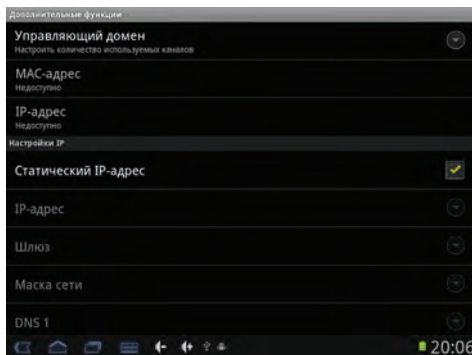 Дополнительные функции
Управляющий домен
Настроить количество используемых каналов
MAC-адрес
Недоступно
IP-адрес
Недоступно
Настройки IP
Статический IP-адрес
IP-адрес
Шлюз
Маска сети
DNS 1
20:06